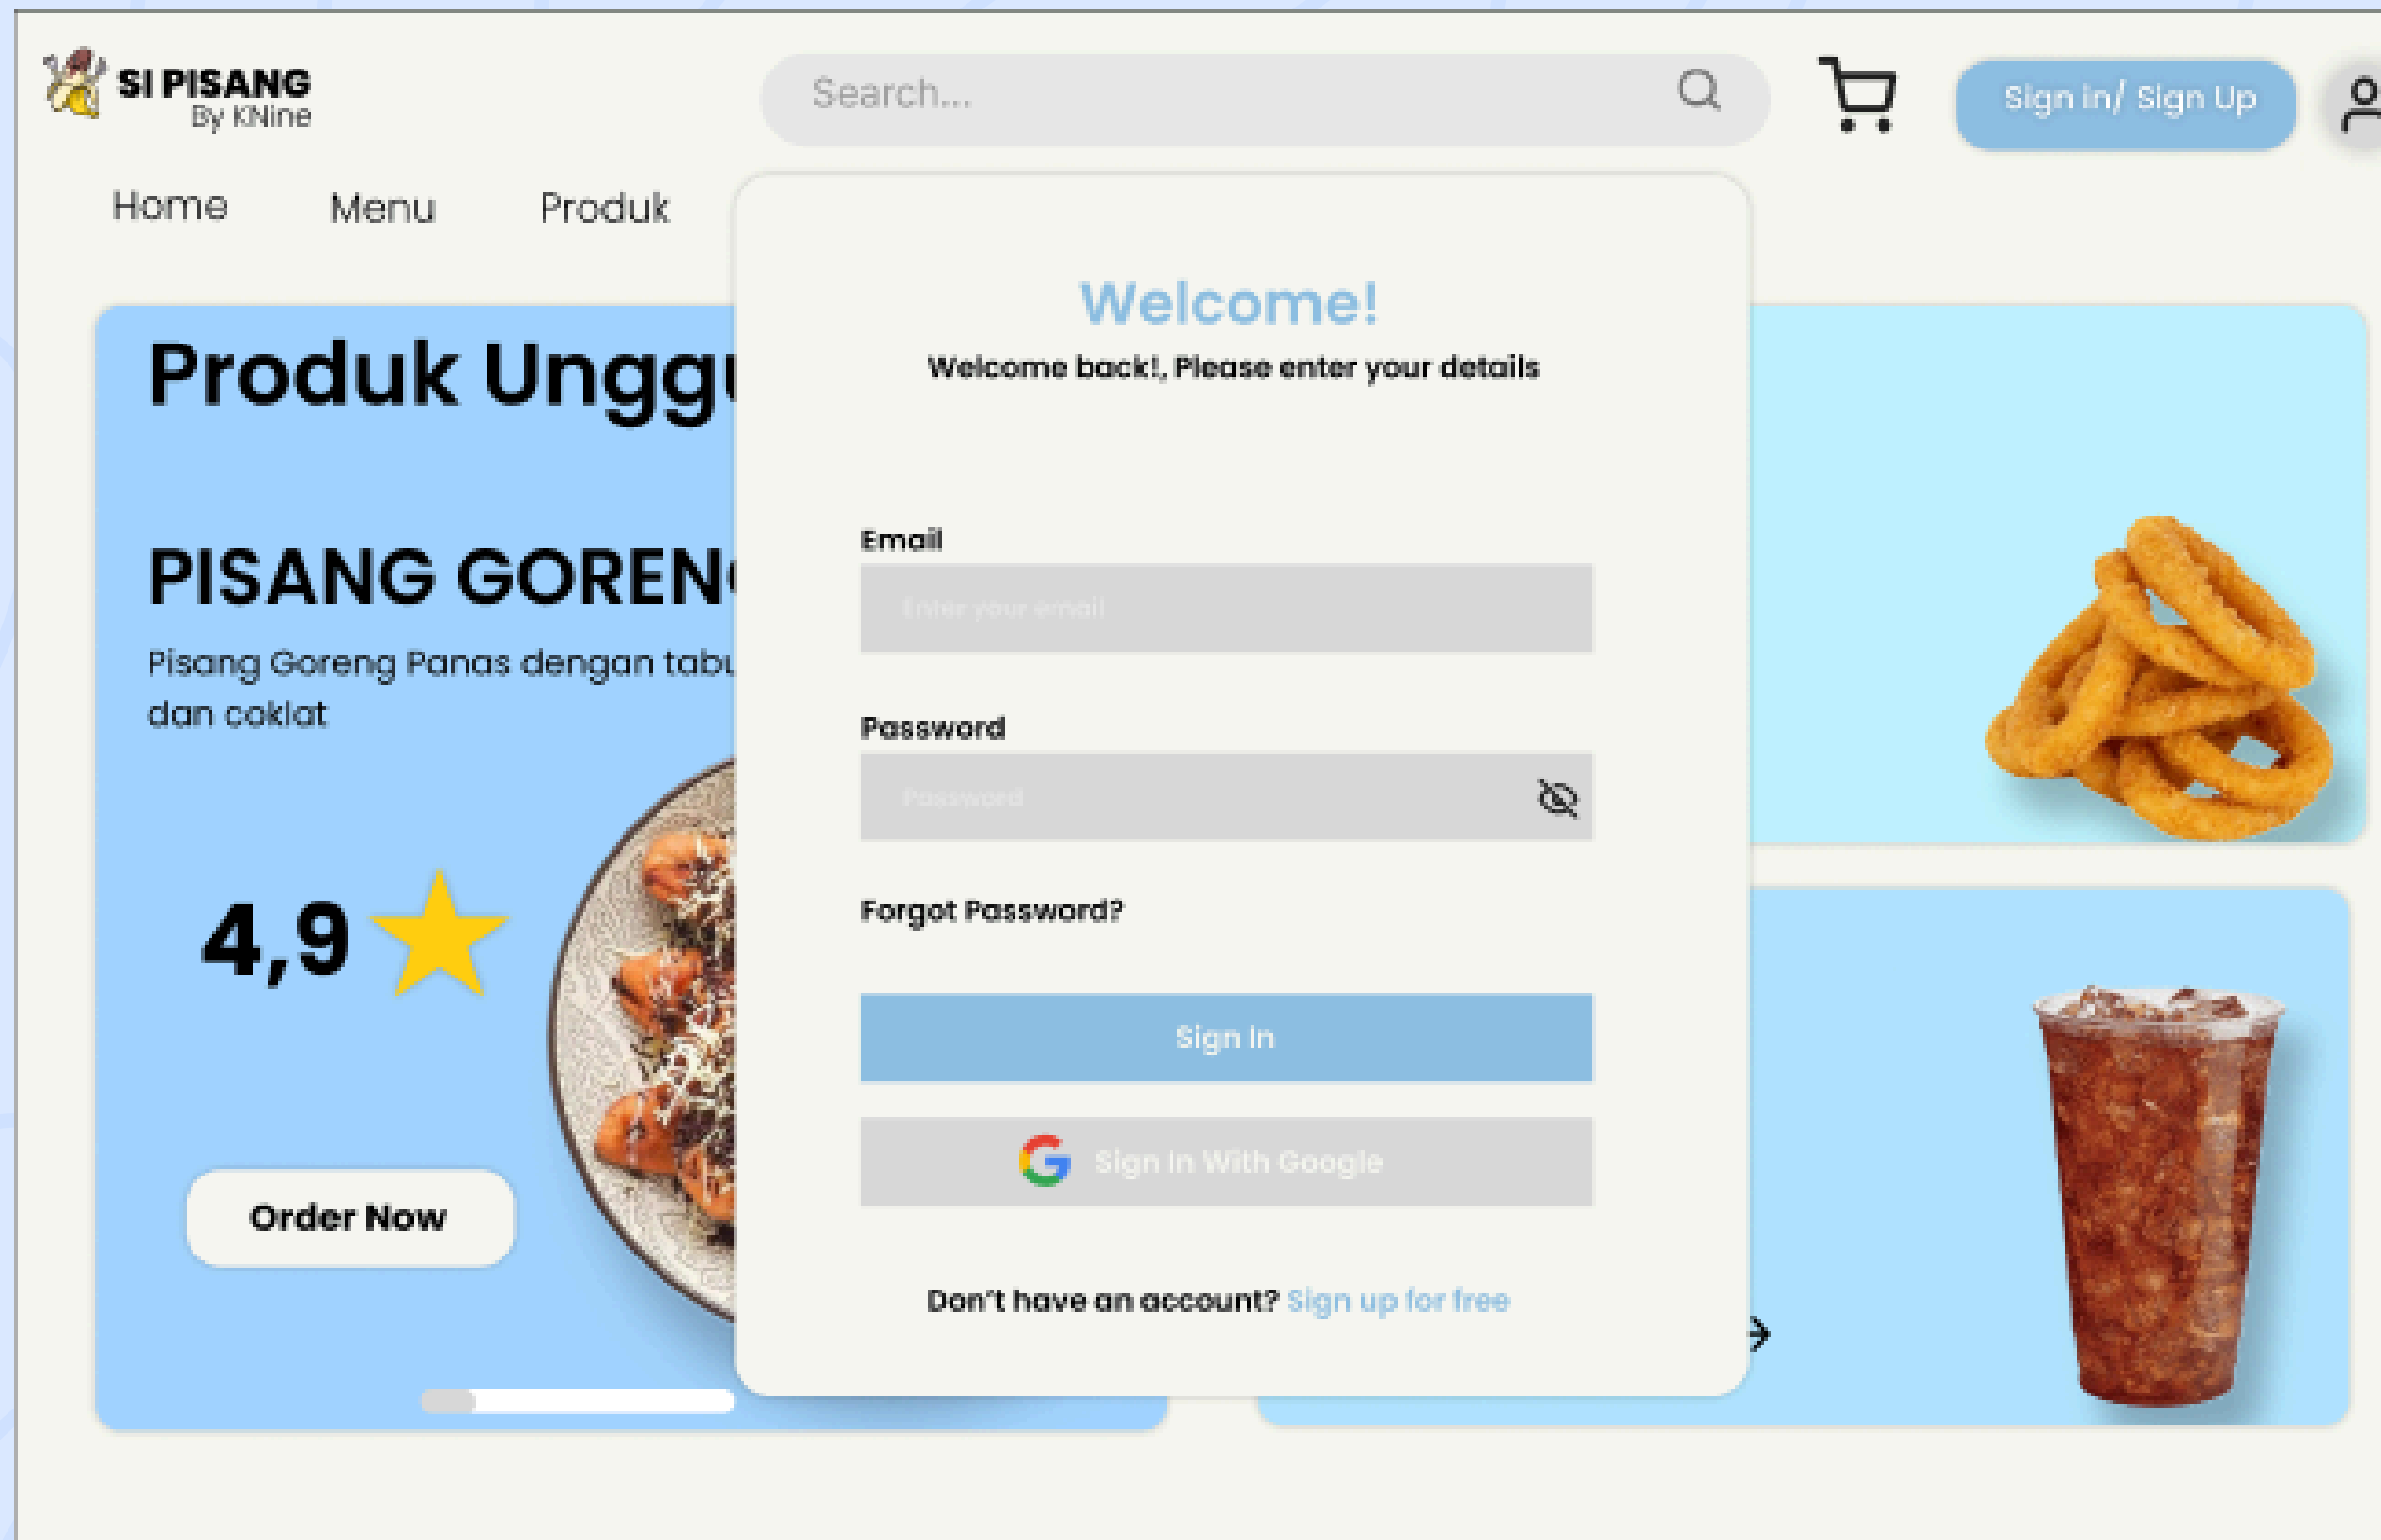 SI PISANG
By KNine
Search...
Sign in/ Sign Up
Home Menu Produk
Produk Unggu
PISANG GORENG
Pisang Goreng Panas dengan tabu
dan coklat
4,9
Order Now
Welcome!
Welcome back!, Please enter your details
Email
Enter your email
Password
Password
Forgot Password?
Sign In
Sign In With Google
Don't have an account? Sign up for free